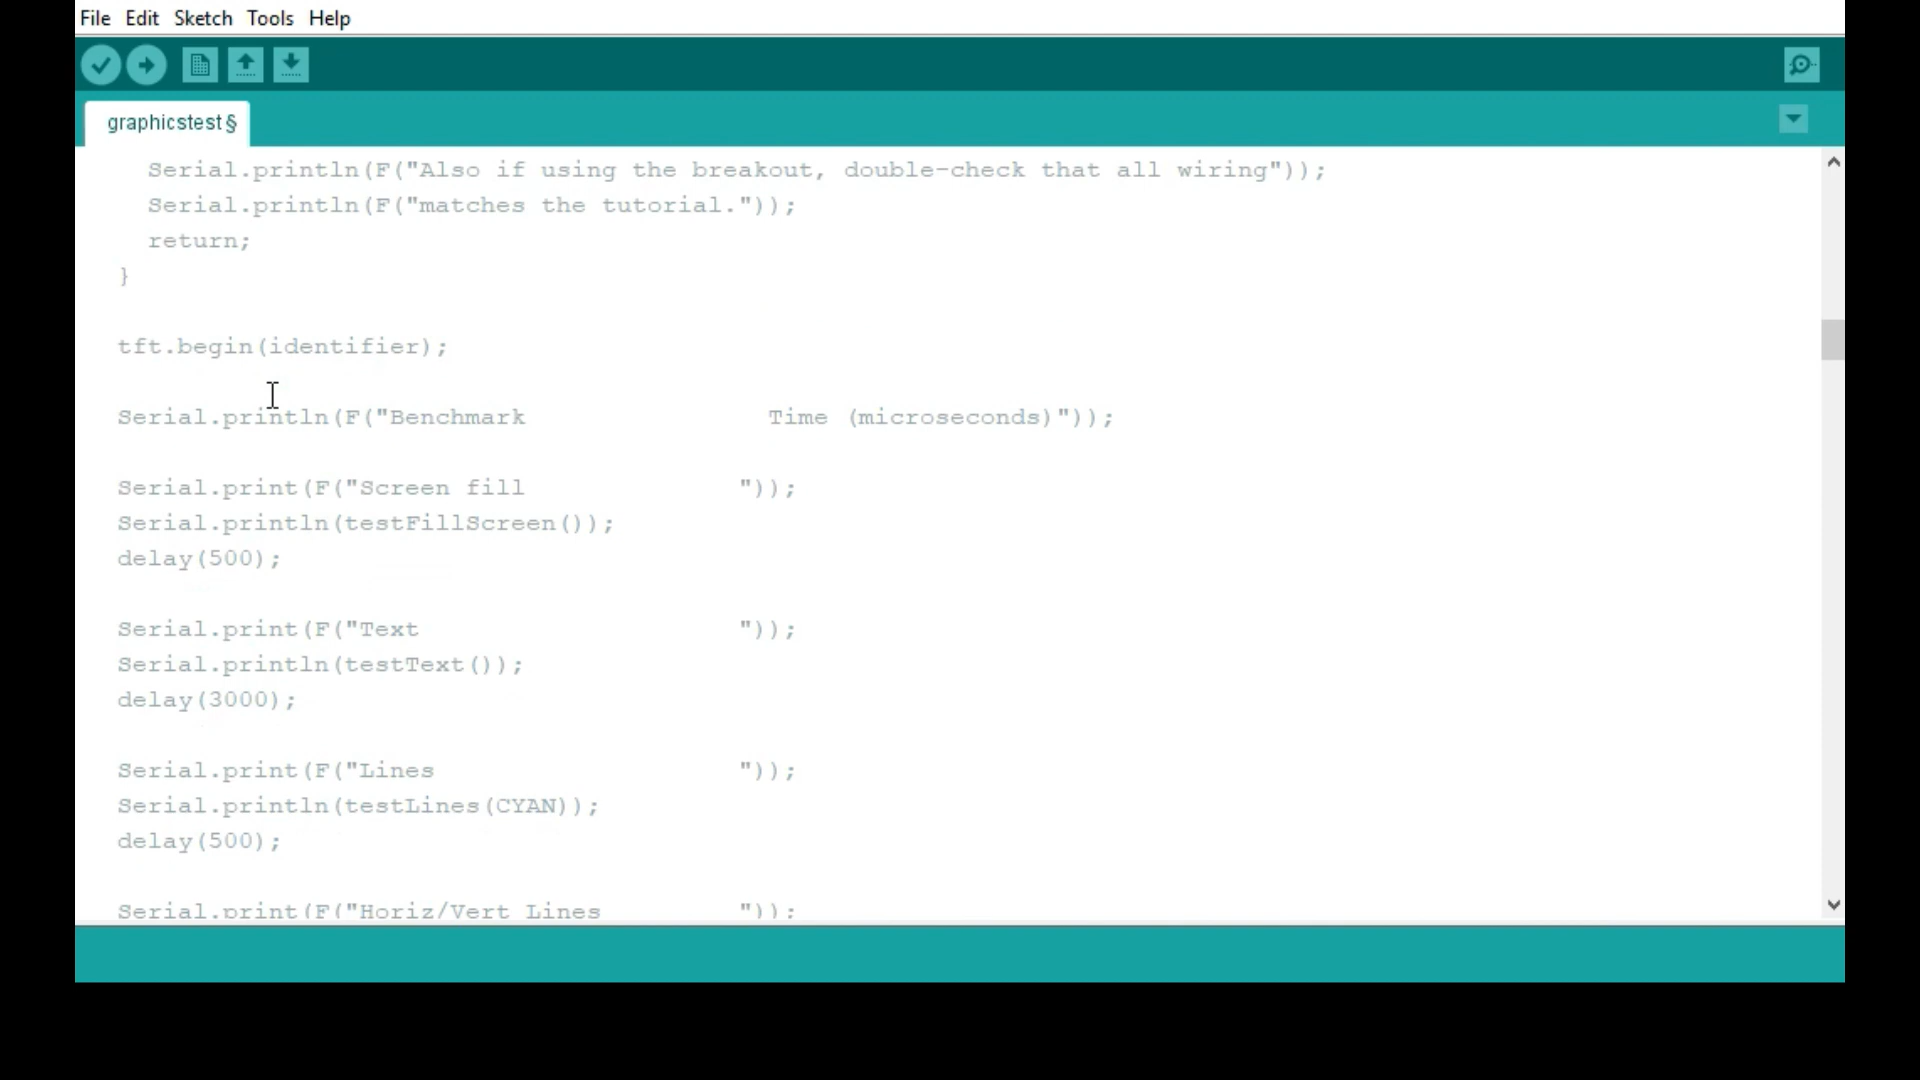 File Edit Sketch Tools Help
graphicstest §
Serial.println(F("Also if using the breakout, double-check that all wiring"));
Serial.println(F("matches the tutorial."));
return;
}
tft.begin(identifier);
Serial.println(F("Benchmark                Time (microseconds)"));
Serial.print(F("Screen fill              "));
Serial.println(testFillScreen());
delay(500);
Serial.print(F("Text                     "));
Serial.println(testText());
delay(3000);
Serial.print(F("Lines                    "));
Serial.println(testLines(CYAN));
delay(500);
Serial.print(F("Horiz/Vert Lines         "));